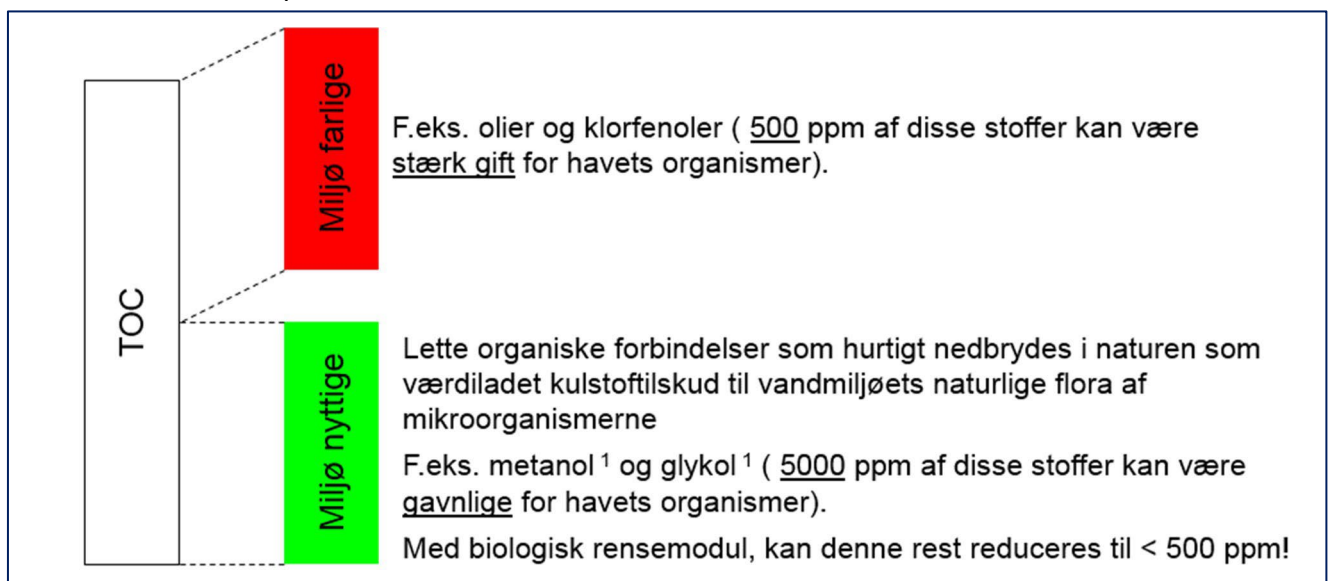 TOC
Miljø farlige
F.eks. olier og klorfenoler ( 500 ppm af disse stoffer kan være
stærk gift for havets organismer).
Miljø nyttige
Lette organiske forbindelser som hurtigt nedbrydes i naturen som
værdiladet kulstoftilskud til vandmiljøets naturlige flora af
mikroorganismerne
F.eks. metanol ¹ og glykol ¹ ( 5000 ppm af disse stoffer kan være
gavnlige for havets organismer).
Med biologisk rensemodul, kan denne rest reduceres til < 500 ppm!